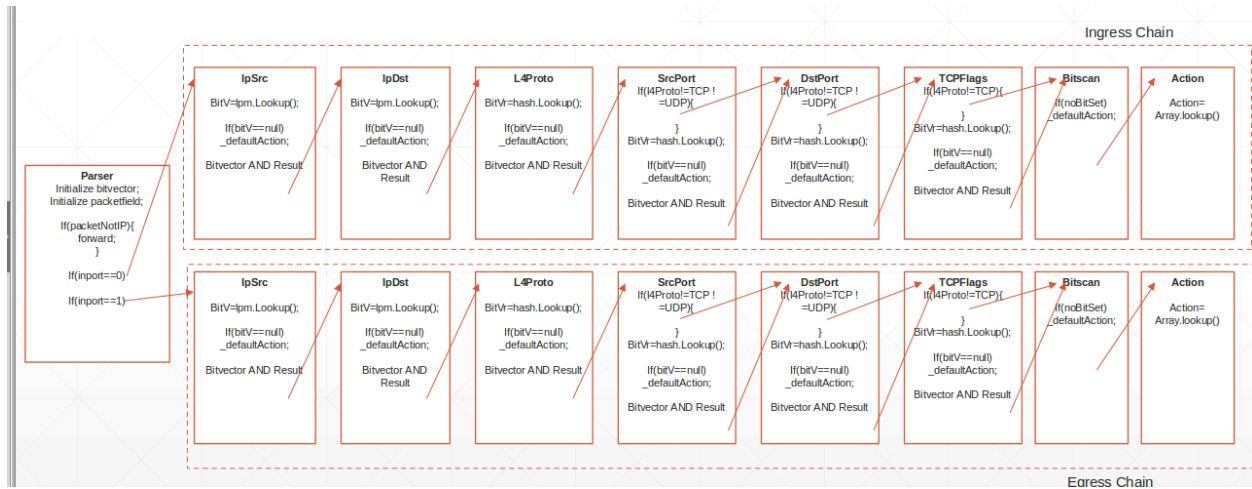 Ingress Chain
Parser
Initialize bitvector;
Initialize packetfield;
If(packetNotIP){
forward;
}
If(inport==0)
If(inport==1)
IpSrc
BitV=lpm.Lookup();
If(bitV==null)
_defaultAction;
Bitvector AND Result
IpDst
BitV=lpm.Lookup();
If(bitV==null)
_defaultAction;
Bitvector AND
Result
L4Proto
BitVr=hash.Lookup();
If(bitV==null)
_defaultAction;
Bitvector AND Result
SrcPort
If(l4Proto!=TCP !
=UDP){
}
BitVr=hash.Lookup();
If(bitV==null)
_defaultAction;
Bitvector AND Result
DstPort
If(l4Proto!=TCP !
=UDP){
}
BitVr=hash.Lookup();
If(bitV==null)
_defaultAction;
Bitvector AND Result
TCPFlags
If(l4Proto!=TCP){
}
BitVr=hash.Lookup();
If(bitV==null)
_defaultAction;
Bitvector AND Result
Bitscan
If(noBitSet)
_defaultAction;
Action
Action=
Array.lookup()
IpSrc
BitV=lpm.Lookup();
If(bitV==null)
_defaultAction;
Bitvector AND Result
IpDst
BitV=lpm.Lookup();
If(bitV==null)
_defaultAction;
Bitvector AND
Result
L4Proto
BitVr=hash.Lookup();
If(bitV==null)
_defaultAction;
Bitvector AND Result
SrcPort
If(l4Proto!=TCP !
=UDP){
}
BitVr=hash.Lookup();
If(bitV==null)
_defaultAction;
Bitvector AND Result
DstPort
If(l4Proto!=TCP !
=UDP){
}
BitVr=hash.Lookup();
If(bitV==null)
_defaultAction;
Bitvector AND Result
TCPFlags
If(l4Proto!=TCP){
}
BitVr=hash.Lookup();
If(bitV==null)
_defaultAction;
Bitvector AND Result
Bitscan
If(noBitSet)
_defaultAction;
Action
Action=
Array.lookup()
Egress Chain